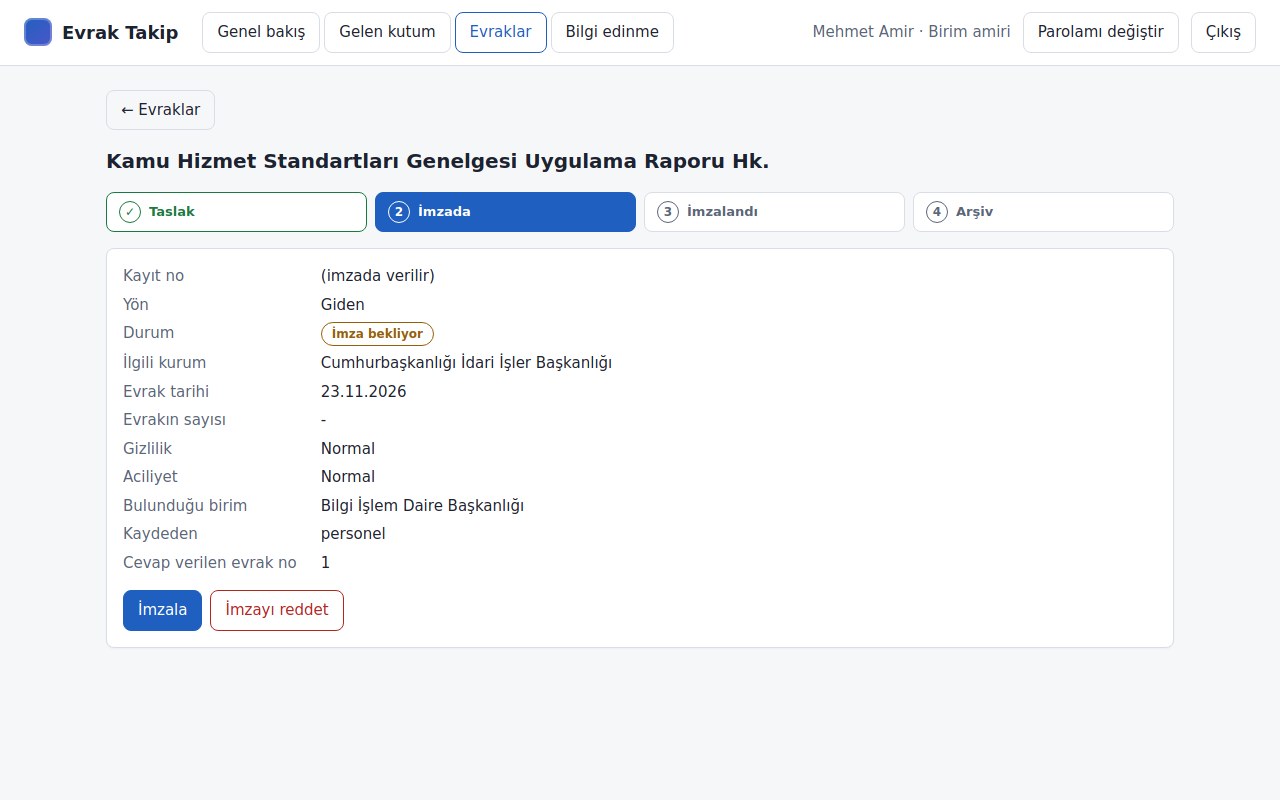 Evrak Takip
Genel bakış
Gelen kutum
Evraklar
Bilgi edinme
Mehmet Amir · Birim amiri
Parolamı değiştir
Çıkış
← Evraklar
Kamu Hizmet Standartları Genelgesi Uygulama Raporu Hk.
✓ Taslak
2 İmzada
3 İmzalandı
4 Arşiv
Kayıt no (imzada verilir)
Yön Giden
Durum İmza bekliyor
İlgili kurum Cumhurbaşkanlığı İdari İşler Başkanlığı
Evrak tarihi 23.11.2026
Evrakın sayısı -
Gizlilik Normal
Aciliyet Normal
Bulunduğu birim Bilgi İşlem Daire Başkanlığı
Kaydeden personel
Cevap verilen evrak no 1
İmzala
İmzayı reddet